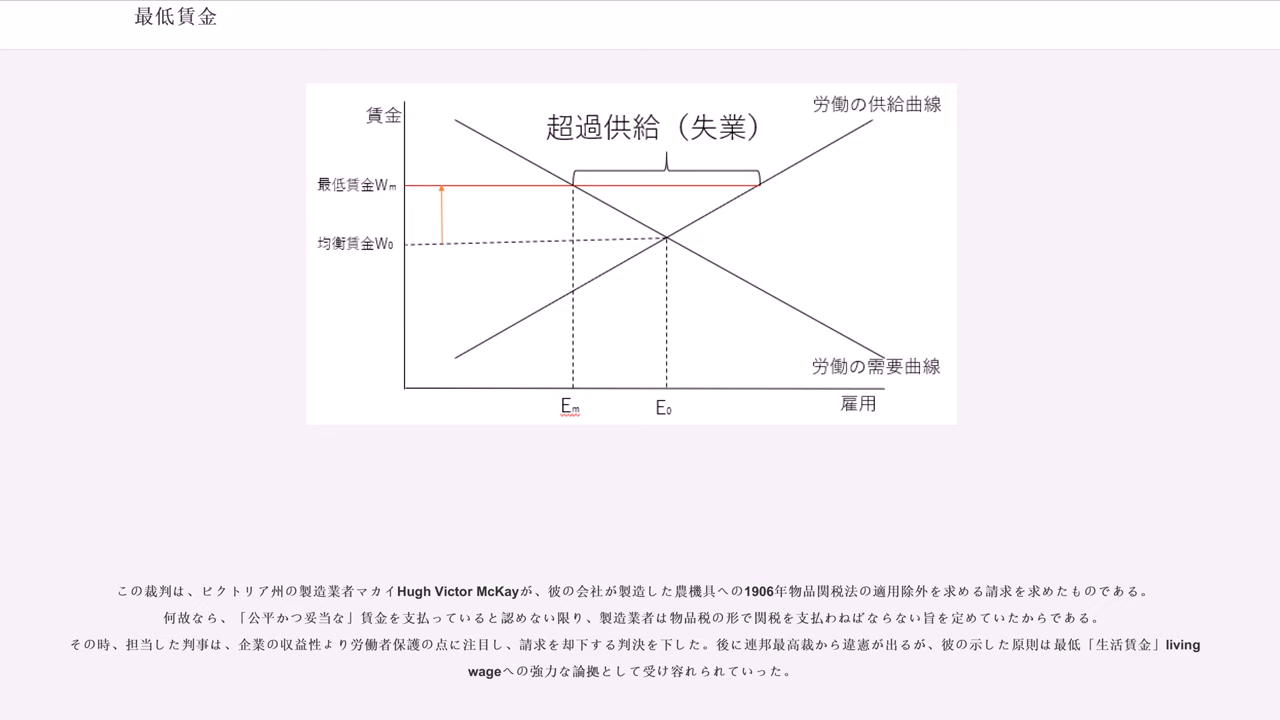 最低賃金
賃金
超過供給（失業）
労働の供給曲線
最低賃金Wm
均衡賃金W0
労働の需要曲線
Em
E0
雇用
この裁判は、ビクトリア州の製造業者マカイHugh Victor McKayが、彼の会社が製造した農機具への1906年物品関税法の適用除外を求める請求を求めたものである。
何故なら、「公平かつ妥当な」賃金を支払っていると認めない限り、製造業者は物品税の形で関税を支払わねばならない旨を定めていたからである。
その時、担当した判事は、企業の収益性より労働者保護の点に注目し、請求を却下する判決を下した。後に連邦最高裁から違憲が出るが、彼の示した原則は最低「生活賃金」living
wageへの強力な論拠として受け容れられていった。